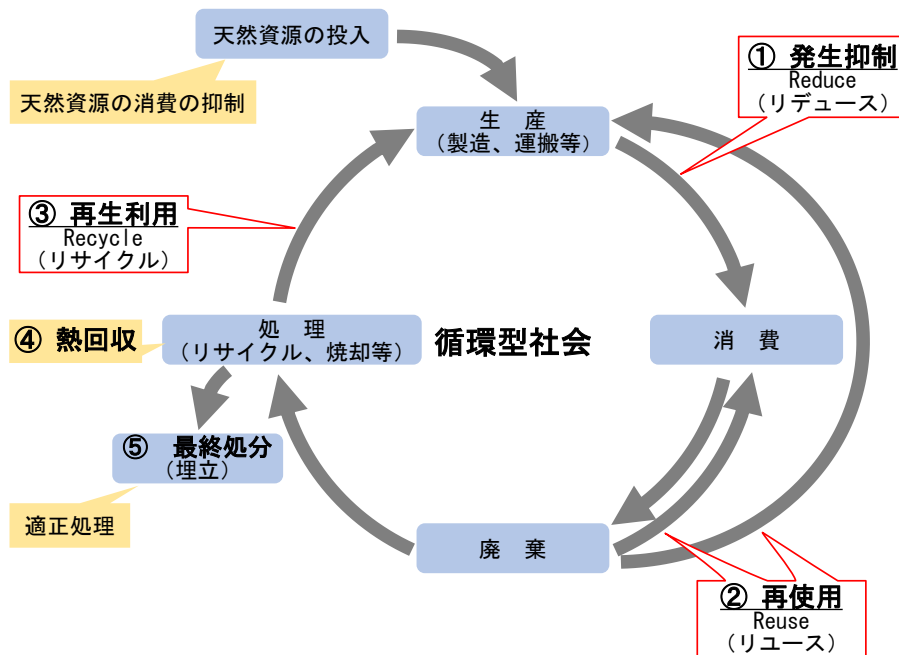 天然資源の投入
天然資源の消費の抑制
① 発生抑制
Reduce
（リデュース）
生　産
（製造、運搬等）
③ 再生利用
Recycle
（リサイクル）
④ 熱回収
処　理
（リサイクル、焼却等）
循環型社会
消　費
⑤　最終処分
（埋立）
適正処理
廃　棄
② 再使用
Reuse
（リユース）